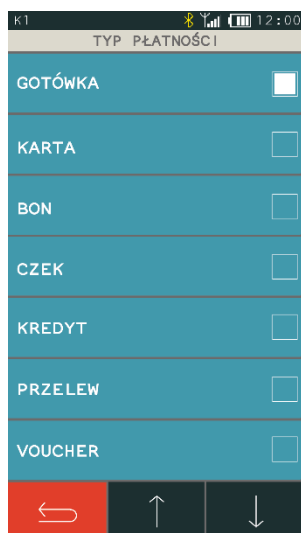 K1 12:00
TYP PŁATNOŚCI
GOTÓWKA
KARTA
BON
CZEK
KREDYT
PRZELEW
VOUCHER